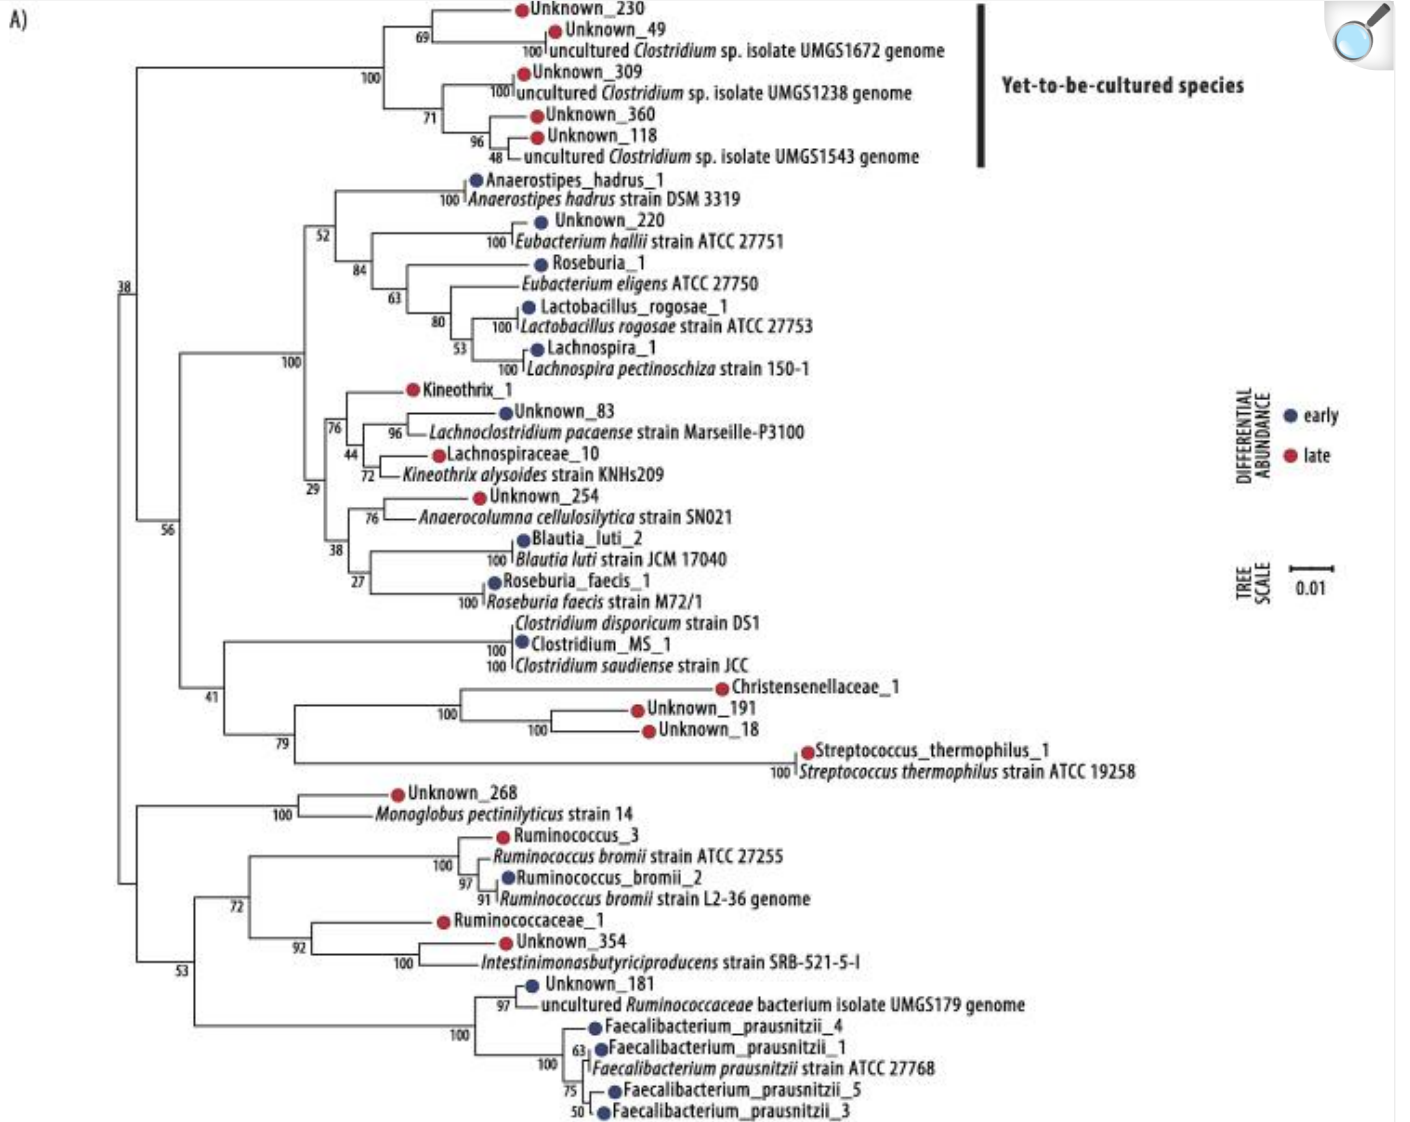 A)
Unknown_230
69
Unknown_49
100 uncultured Clostridium sp. isolate UMGS1672 genome
100
Unknown_309
100 uncultured Clostridium sp. isolate UMGS1238 genome
Yet-to-be-cultured species
71
Unknown_360
96
Unknown_118
48 uncultured Clostridium sp. isolate UMGS1543 genome
Anaerostipes_hadrus_1
100 Anaerostipes hadrus strain DSM 3319
52
Unknown_220
100 Eubacterium hallii strain ATCC 27751
84
Roseburia_1
38
63
Eubacterium eligens ATCC 27750
80
Lactobacillus_rogosae_1
100 Lactobacillus rogosae strain ATCC 27753
53
Lachnospira_1
100
100 Lachnospira pectinoschiza strain 150-1
Kineothrix_1
76
Unknown_83
96 Lachnoclostridium pacaense strain Marseille-P3100
44
Lachnospiraceae_10
72 Kineothrix alysoides strain KNHs209
29
Unknown_254
76 Anaerocolumna cellulosilytica strain SN021
56
38
Blautia_luti_2
100 Blautia luti strain JCM 17040
27
Roseburia_faecis_1
100 Roseburia faecis strain M72/1
Clostridium disporicum strain DS1
100 Clostridium_MS_1
100 Clostridium saudiense strain JCC
41
Christensenellaceae_1
100
Unknown_191
100 Unknown_18
79
Streptococcus_thermophilus_1
100 Streptococcus thermophilus strain ATCC 19258
Unknown_268
100 Monoglobus pectinilyticus strain 14
Ruminococcus_3
100 Ruminococcus bromii strain ATCC 27255
97 Ruminococcus_bromii_2
91 Ruminococcus bromii strain L2-36 genome
72
Ruminococcaceae_1
92
Unknown_354
100 Intestinimonasbutyriciproducens strain SRB-521-5-I
53
Unknown_181
97 uncultured Ruminococcaceae bacterium isolate UMGS179 genome
100
Faecalibacterium_prausnitzii_4
63 Faecalibacterium_prausnitzii_1
100 Faecalibacterium prausnitzii strain ATCC 27768
75 Faecalibacterium_prausnitzii_5
50 Faecalibacterium_prausnitzii_3
DIFFERENTIAL
ABUNDANCE
early
late
TREE
SCALE
0.01